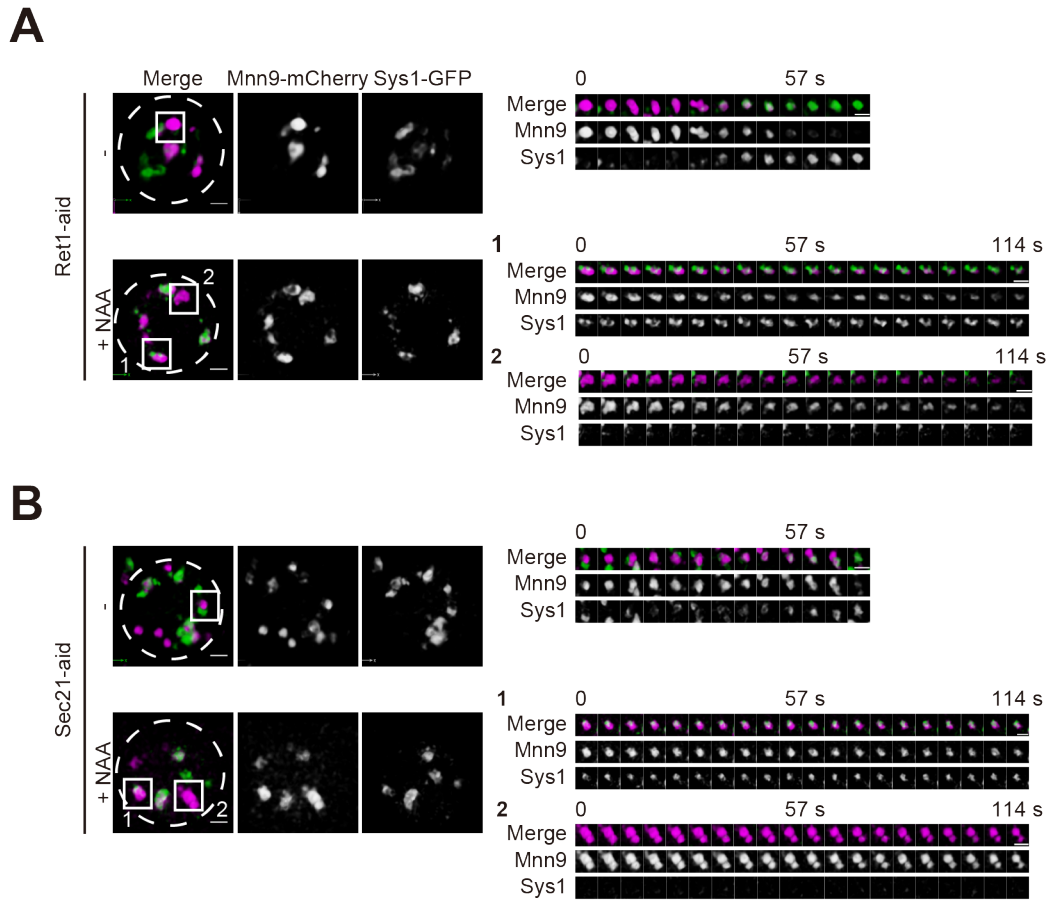 A
Merge Mnn9-mCherry Sys1-GFP
0 57 s
Merge
Mnn9
Sys1
Ret1-aid
-
+ NAA
2
1
1 0 57 s 114 s
Merge
Mnn9
Sys1
2 0 57 s 114 s
Merge
Mnn9
Sys1
B
0 57 s
Merge
Mnn9
Sys1
Sec21-aid
-
+ NAA
1
2
1 0 57 s 114 s
Merge
Mnn9
Sys1
2 0 57 s 114 s
Merge
Mnn9
Sys1